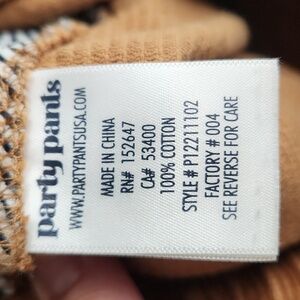 party pants
WWW.PARTYPANTSUSA.COM
MADE IN CHINA
RN# 152647
CA# 53400
100% COTTON
STYLE # P12211102
FACTORY # 004
SEE REVERSE FOR CARE